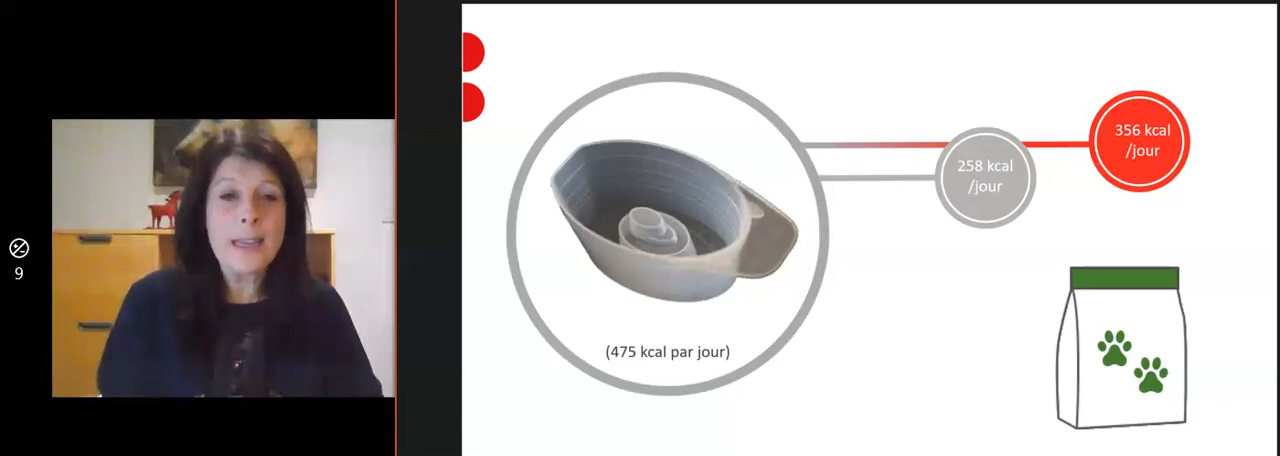 9
356 kcal
/jour
258 kcal
/jour
(475 kcal par jour)